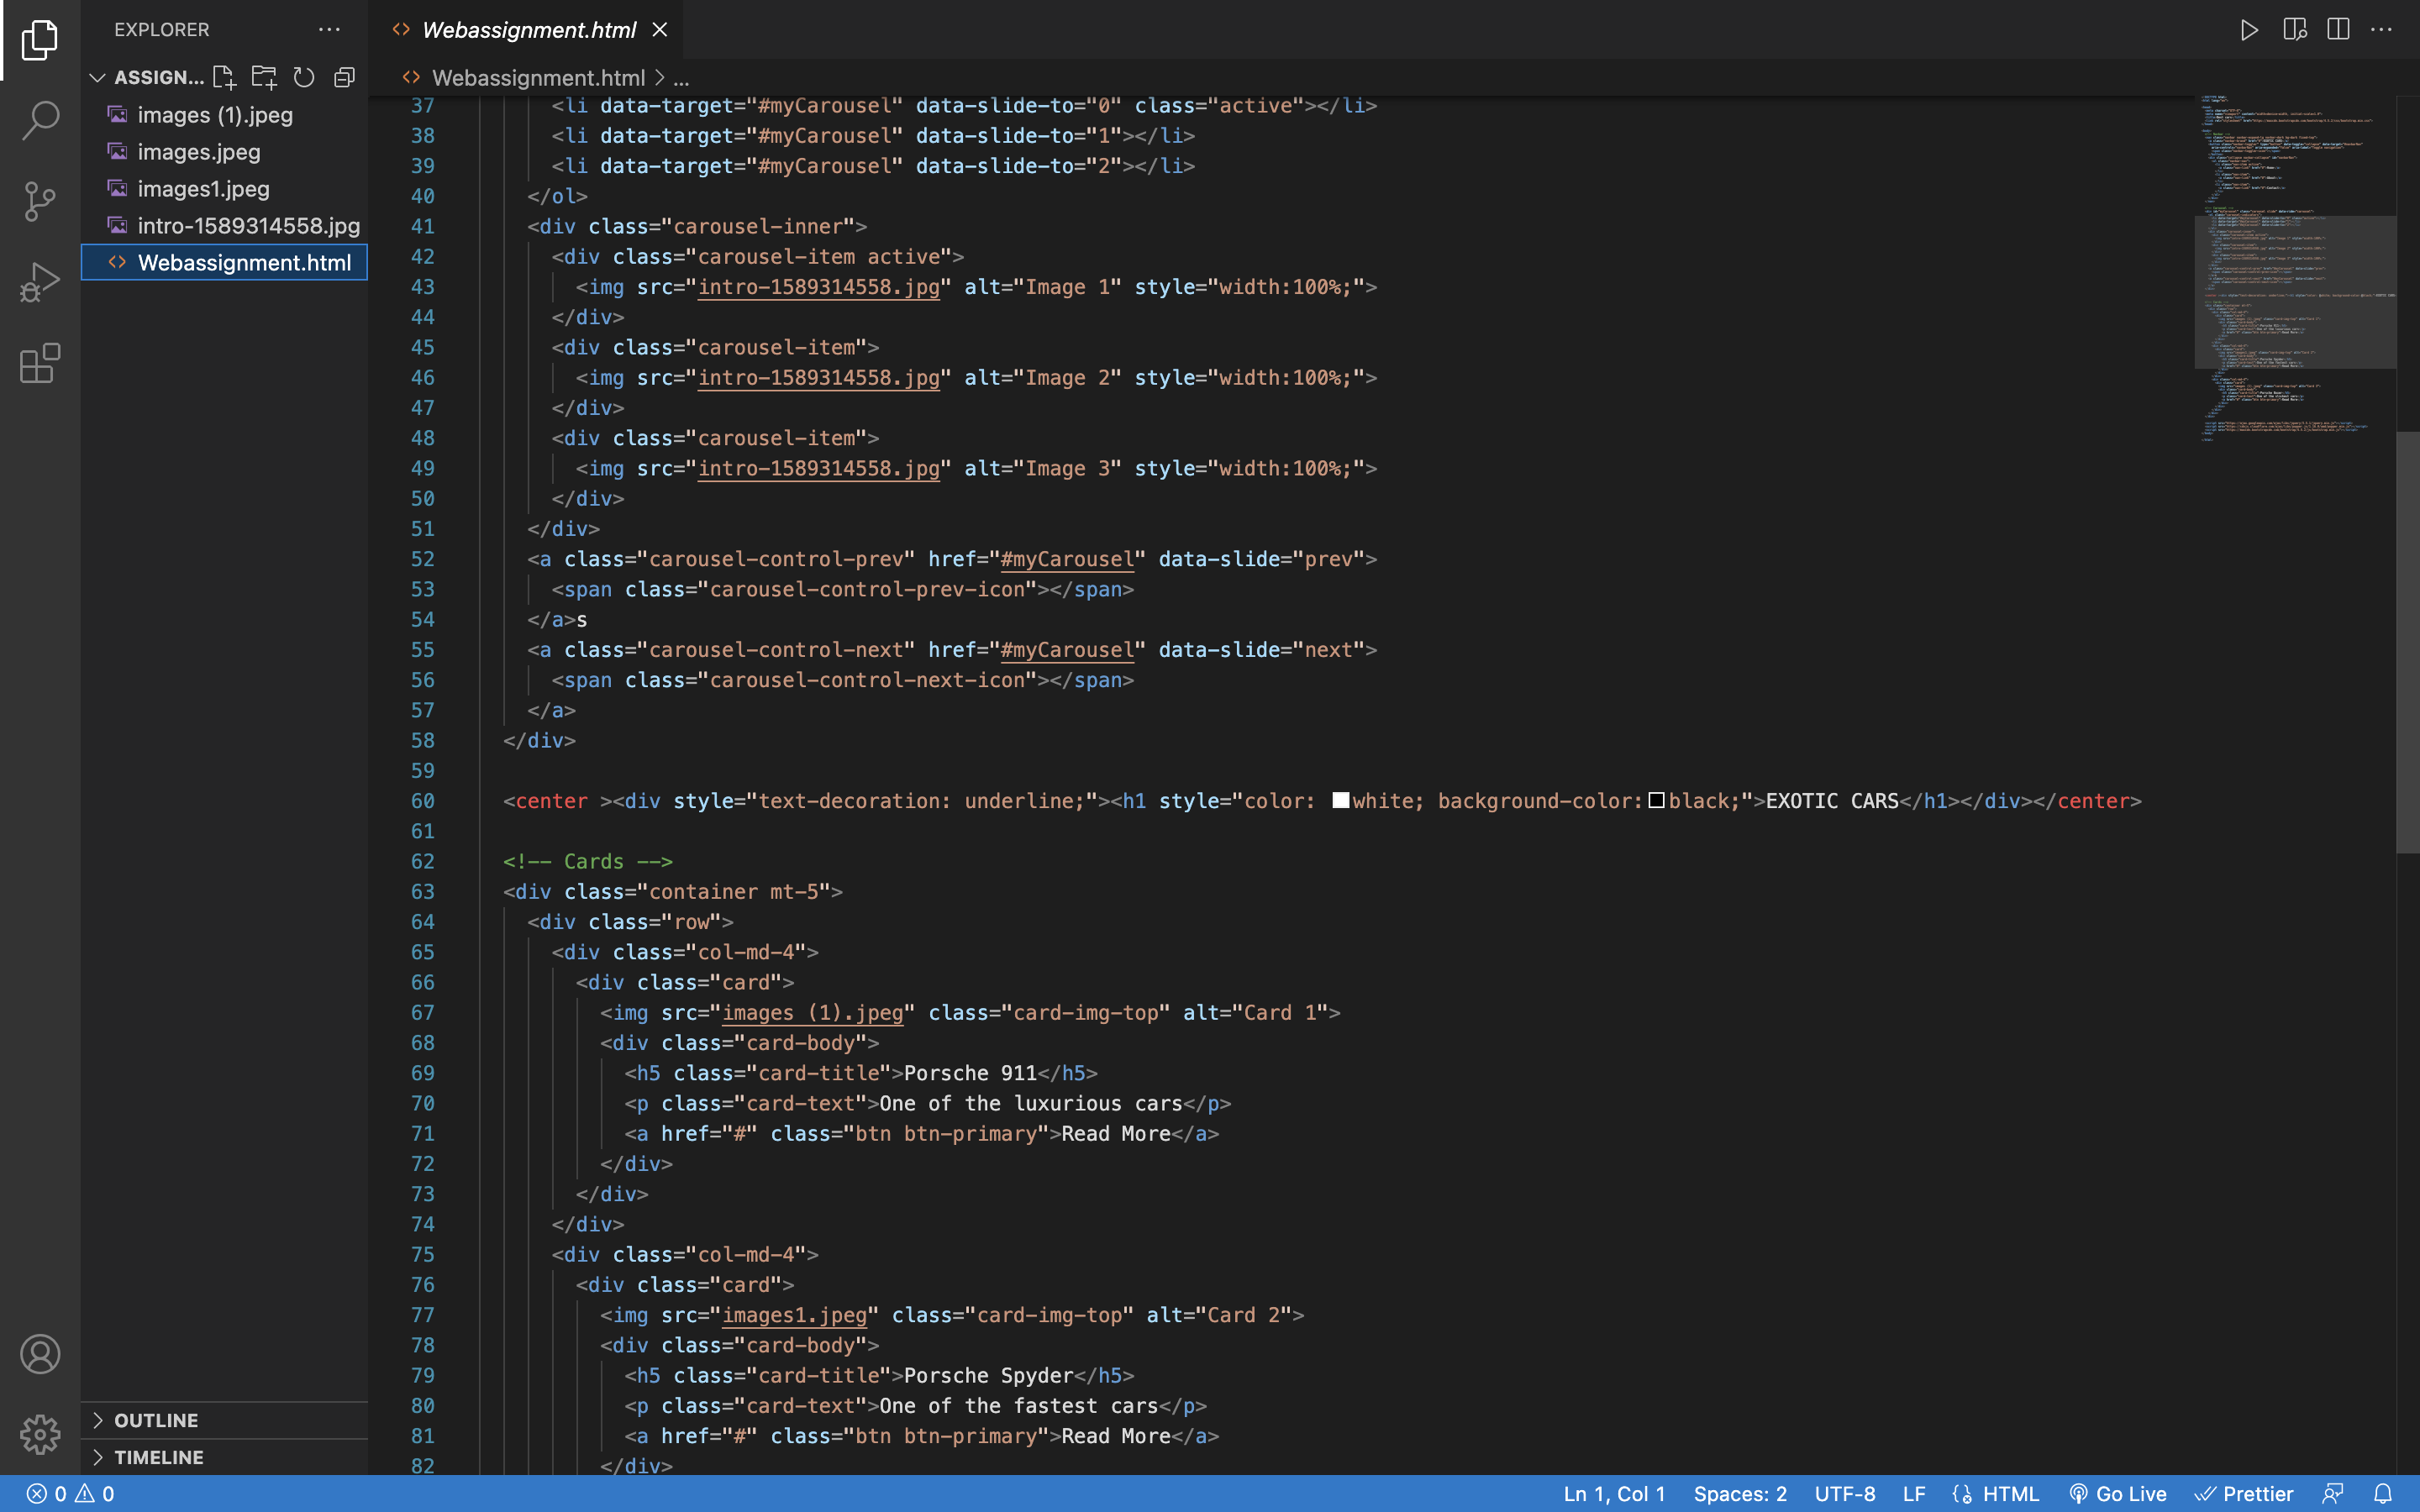 EXPLORER
ASSIGN...
images (1).jpeg
images.jpeg
images1.jpeg
intro-1589314558.jpg
Webassignment.html
OUTLINE
TIMELINE
Webassignment.html
Webassignment.html > ...
37 <li data-target="#myCarousel" data-slide-to="0" class="active"></li>
38 <li data-target="#myCarousel" data-slide-to="1"></li>
39 <li data-target="#myCarousel" data-slide-to="2"></li>
40 </ol>
41 <div class="carousel-inner">
42 <div class="carousel-item active">
43 <img src="intro-1589314558.jpg" alt="Image 1" style="width:100%;">
44 </div>
45 <div class="carousel-item">
46 <img src="intro-1589314558.jpg" alt="Image 2" style="width:100%;">
47 </div>
48 <div class="carousel-item">
49 <img src="intro-1589314558.jpg" alt="Image 3" style="width:100%;">
50 </div>
51 </div>
52 <a class="carousel-control-prev" href="#myCarousel" data-slide="prev">
53 <span class="carousel-control-prev-icon"></span>
54 </a>s
55 <a class="carousel-control-next" href="#myCarousel" data-slide="next">
56 <span class="carousel-control-next-icon"></span>
57 </a>
58 </div>
59
60 <center ><div style="text-decoration: underline;"><h1 style="color: white; background-color:black;">EXOTIC CARS</h1></div></center>
61
62 <!-- Cards -->
63 <div class="container mt-5">
64 <div class="row">
65 <div class="col-md-4">
66 <div class="card">
67 <img src="images (1).jpeg" class="card-img-top" alt="Card 1">
68 <div class="card-body">
69 <h5 class="card-title">Porsche 911</h5>
70 <p class="card-text">One of the luxurious cars</p>
71 <a href="#" class="btn btn-primary">Read More</a>
72 </div>
73 </div>
74 </div>
75 <div class="col-md-4">
76 <div class="card">
77 <img src="images1.jpeg" class="card-img-top" alt="Card 2">
78 <div class="card-body">
79 <h5 class="card-title">Porsche Spyder</h5>
80 <p class="card-text">One of the fastest cars</p>
81 <a href="#" class="btn btn-primary">Read More</a>
82 </div>
0 0
Ln 1, Col 1 Spaces: 2 UTF-8 LF HTML Go Live Prettier